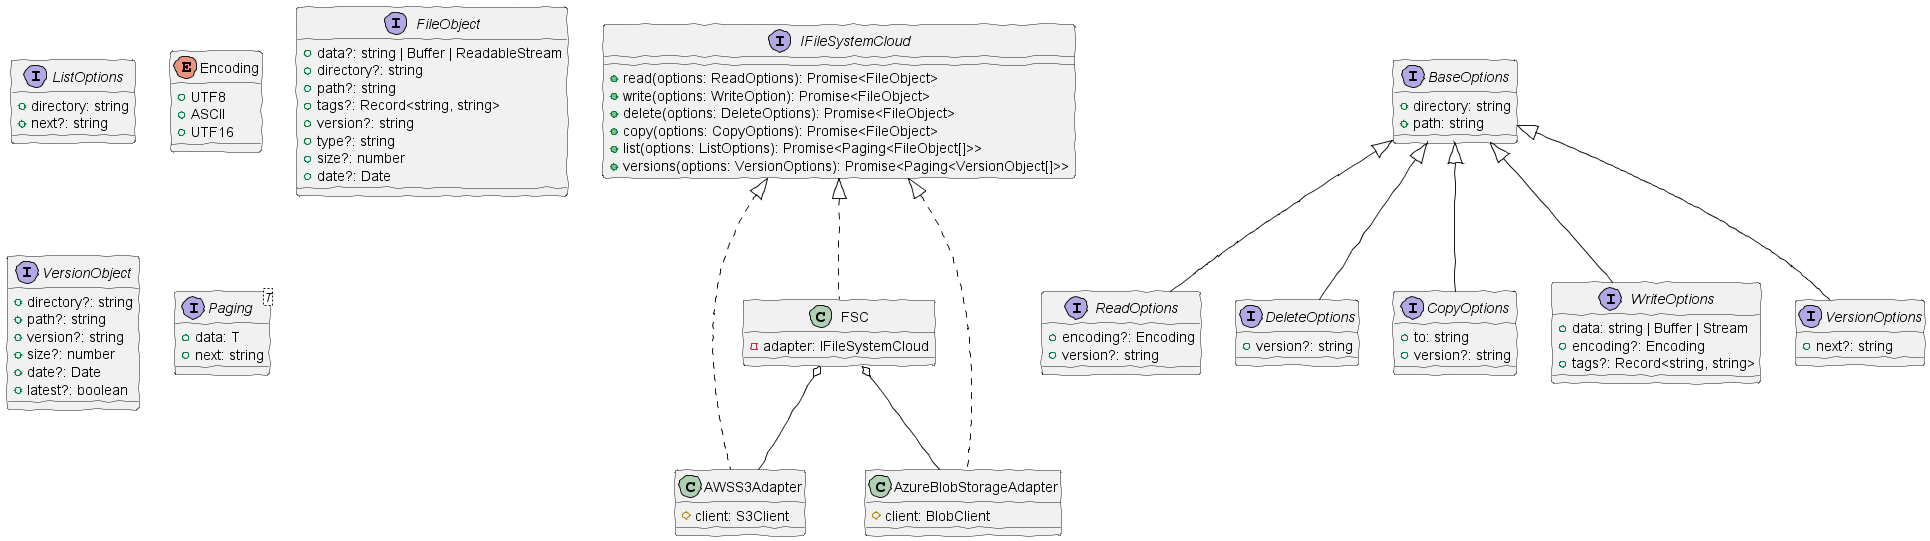 I ListOptions
directory: string
next?: string
E Encoding
UTF8
ASCII
UTF16
I FileObject
data?: string | Buffer | ReadableStream
directory?: string
path?: string
tags?: Record<string, string>
version?: string
type?: string
size?: number
date?: Date
I IFileSystemCloud
read(options: ReadOptions): Promise<FileObject>
write(options: WriteOption): Promise<FileObject>
delete(options: DeleteOptions): Promise<FileObject>
copy(options: CopyOptions): Promise<FileObject>
list(options: ListOptions): Promise<Paging<FileObject[]>>
versions(options: VersionOptions): Promise<Paging<VersionObject[]>>
I BaseOptions
directory: string
path: string
I VersionObject
directory?: string
path?: string
version?: string
size?: number
date?: Date
latest?: boolean
I Paging T
data: T
next: string
C FSC
adapter: IFileSystemCloud
I ReadOptions
encoding?: Encoding
version?: string
I DeleteOptions
version?: string
I CopyOptions
to: string
version?: string
I WriteOptions
data: string | Buffer | Stream
encoding?: Encoding
tags?: Record<string, string>
I VersionOptions
next?: string
C AWSS3Adapter
client: S3Client
C AzureBlobStorageAdapter
client: BlobClient